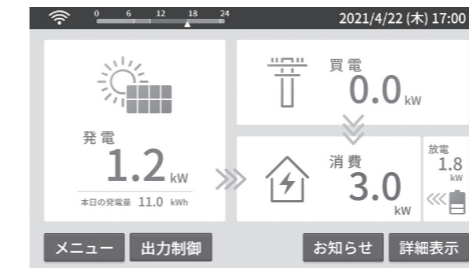 0 6 12 18 24
2021/4/22 (木) 17:00
発電
1.2 kW
本日の発電量 11.0 kWh
買電
0.0 kW
消費
3.0 kW
放電
1.8 kW
メニュー
出力制御
お知らせ
詳細表示